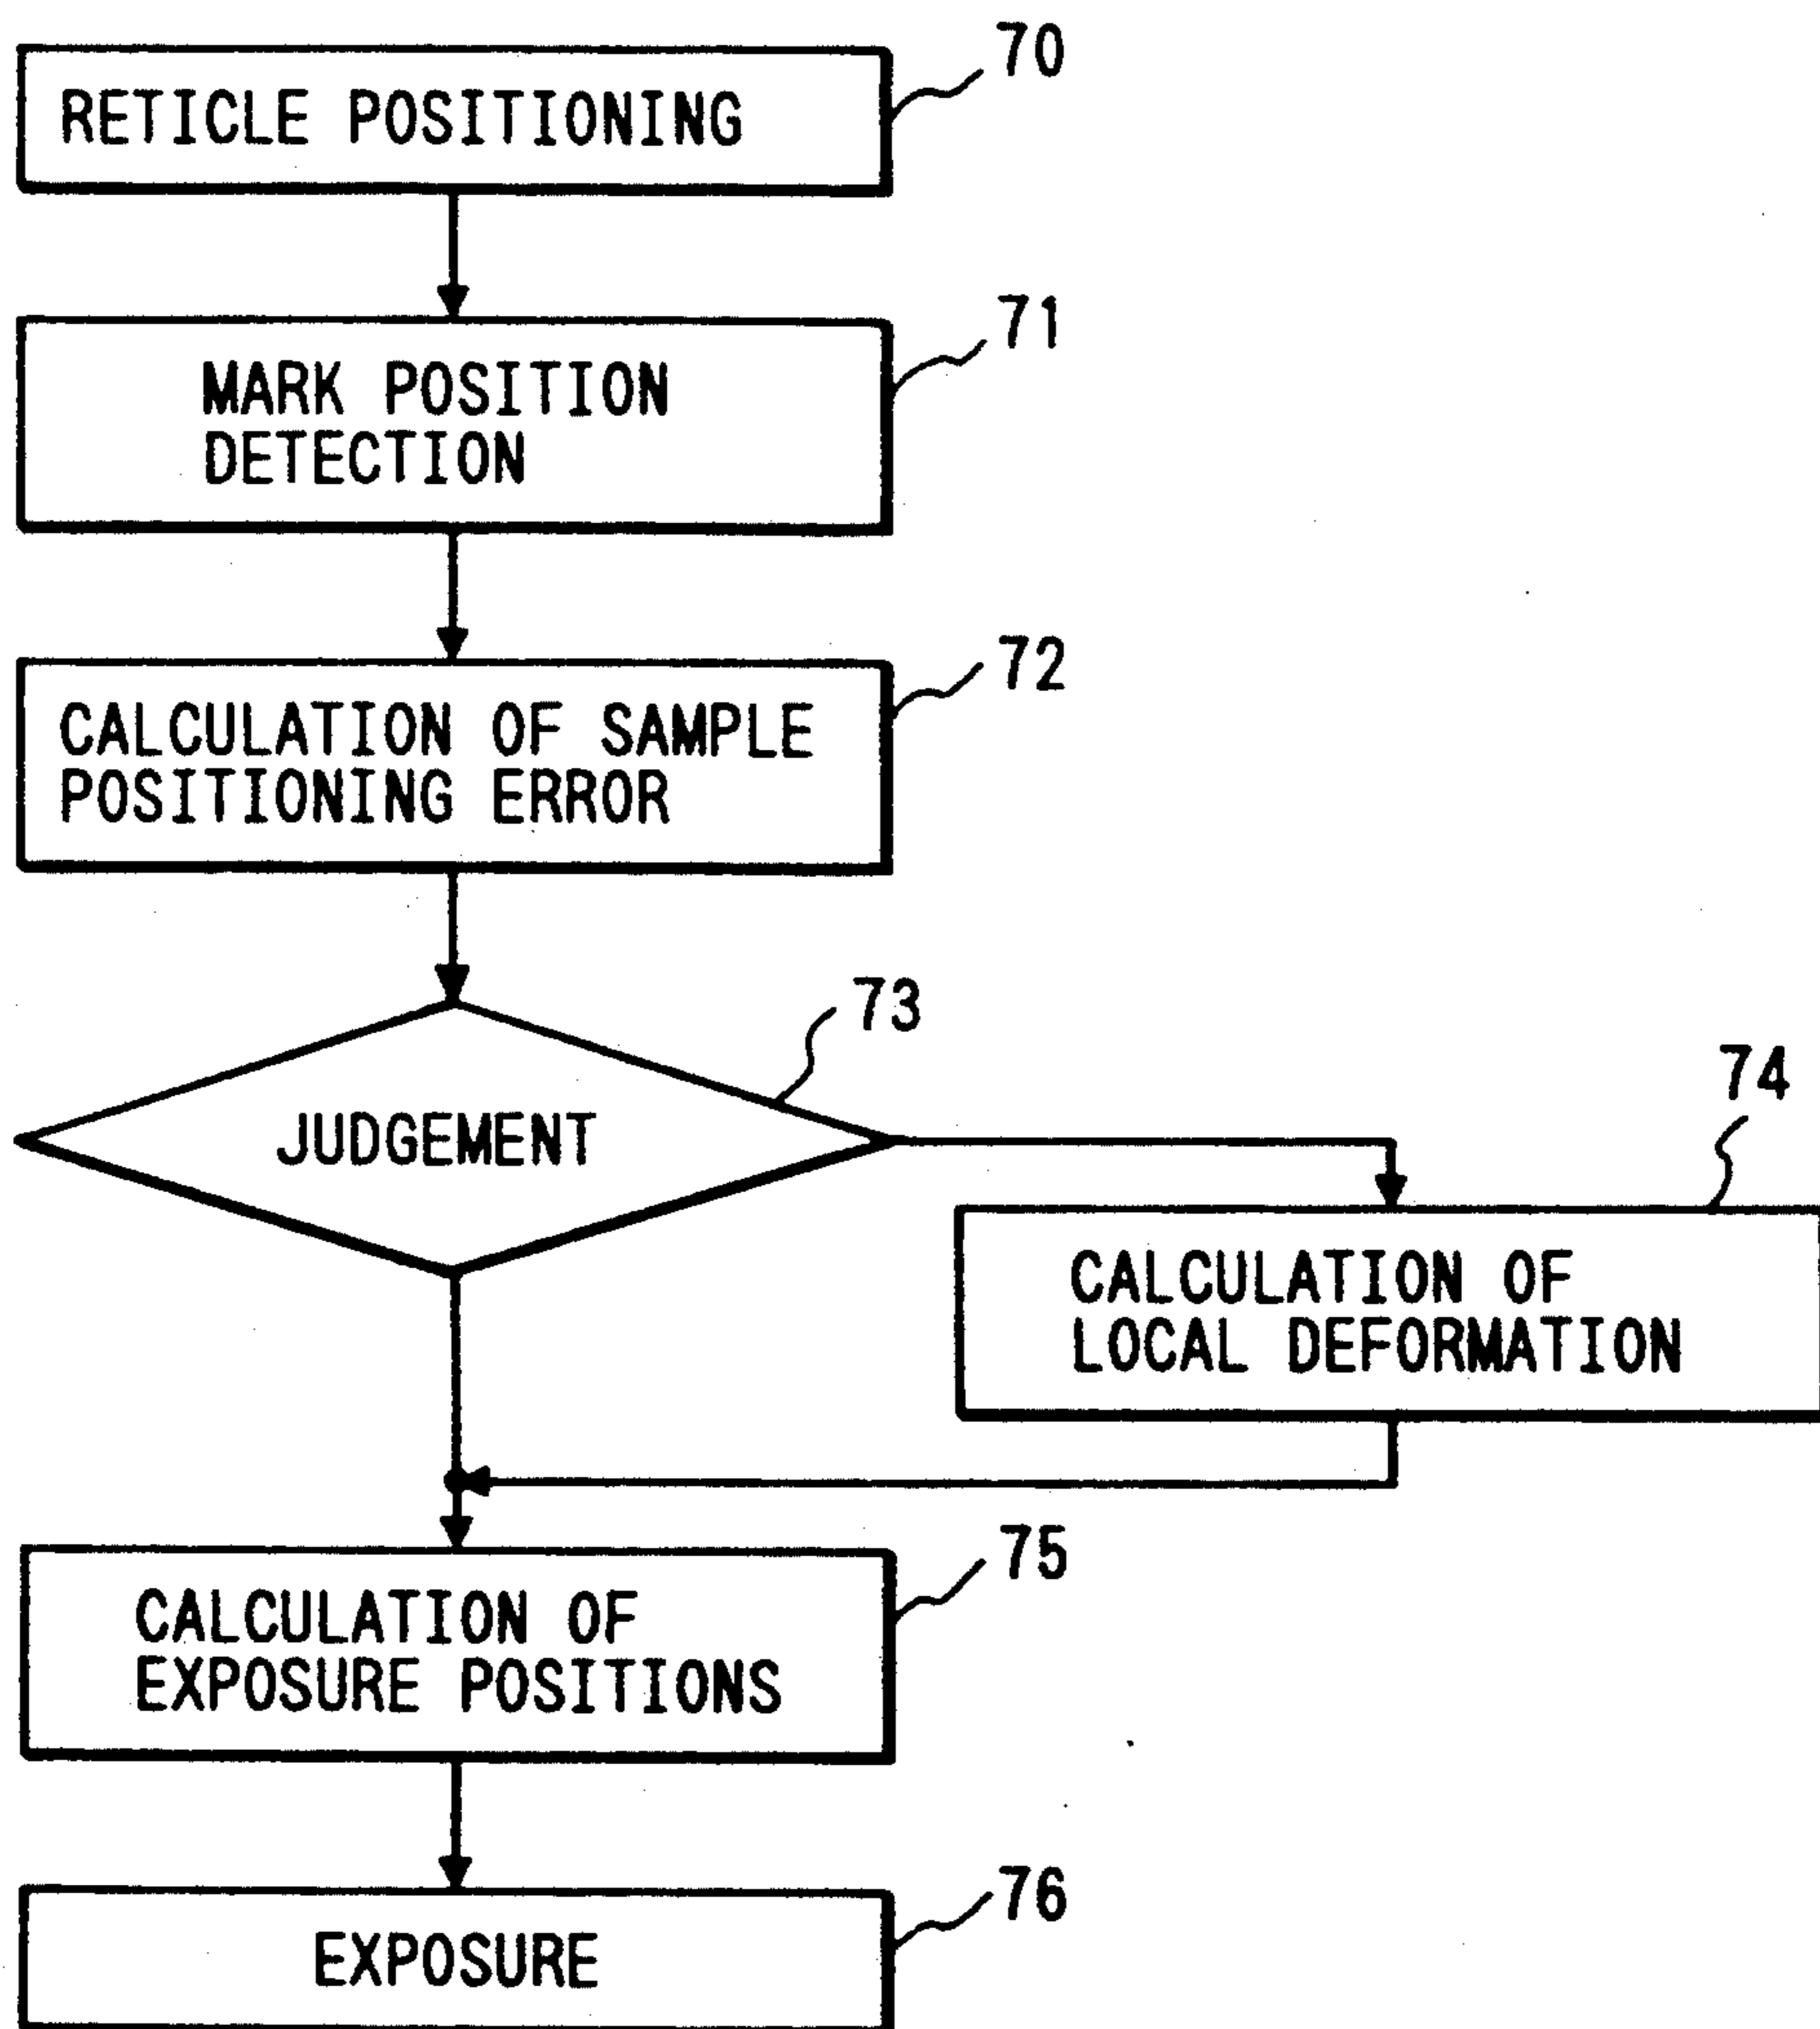 70
RETICLE POSITIONING
71
MARK POSITION
DETECTION
72
CALCULATION OF SAMPLE
POSITIONING ERROR
73
JUDGEMENT
74
CALCULATION OF
LOCAL DEFORMATION
75
CALCULATION OF
EXPOSURE POSITIONS
76
EXPOSURE